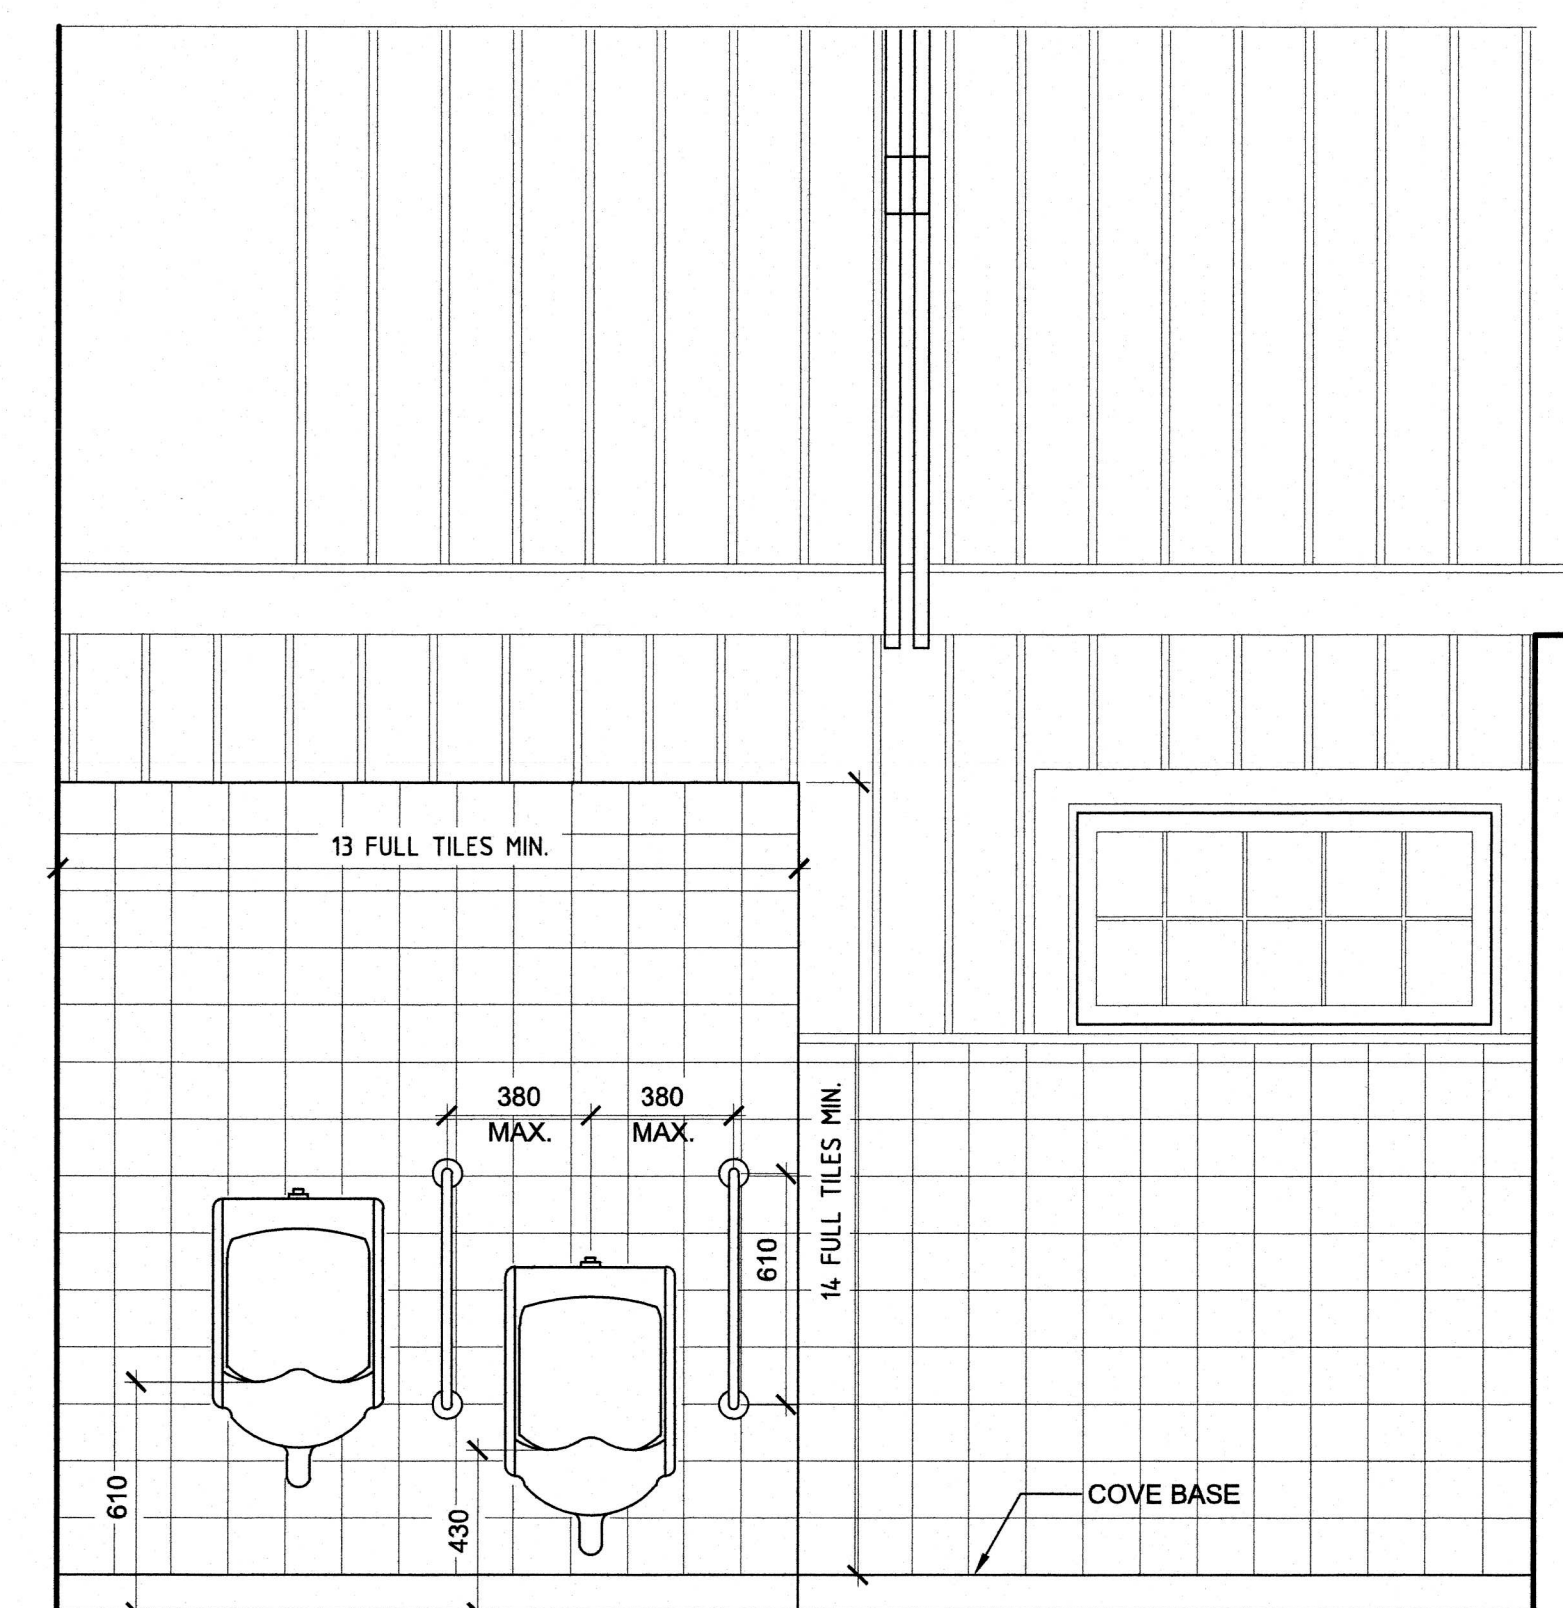 13 FULL TILES MIN.
380
MAX.
380
MAX.
610
14 FULL TILES MIN.
610
430
COVE BASE